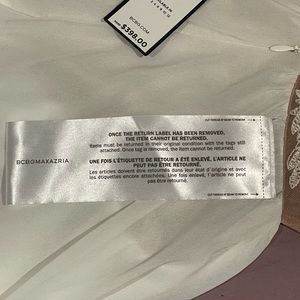 BCBG.COM
$398.00
ONCE THE RETURN LABEL HAS BEEN REMOVED,
THE ITEM CANNOT BE RETURNED.
Items must be returned in their original condition with the tags still
attached. Once tag is removed, the item cannot be returned.
BCBGMAXAZRIA
UNE FOIS L'ÉTIQUETTE DE RETOUR A ÉTÉ ENLEVÉ, L'ARTICLE NE
PEUT PAS ÊTRE RETOURNÉ.
Les articles doivent être retournés dans leur état d'origine et avec
les étiquettes encore attachées. Une fois enlevé, l'article ne peut
pas être retourné.